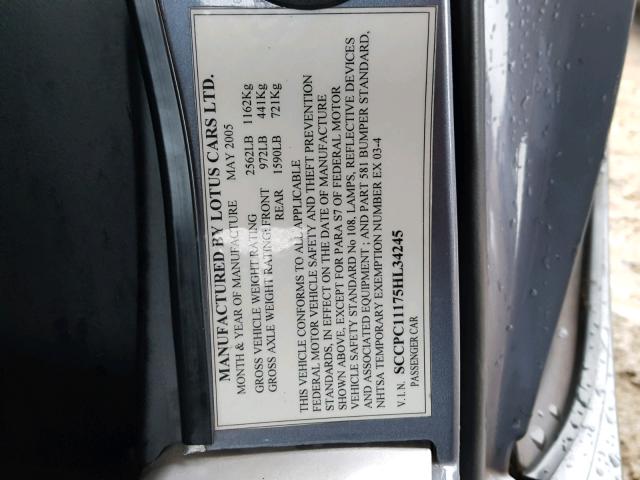 MANUFACTURED BY LOTUS CARS LTD.
MONTH & YEAR OF MANUFACTURE MAY 2005
GROSS VEHICLE WEIGHT RATING 2562LB 1162Kg
GROSS AXLE WEIGHT RATING: FRONT 972LB 441Kg
REAR 1590LB 721Kg
THIS VEHICLE CONFORMS TO ALL APPLICABLE
FEDERAL MOTOR VEHICLE SAFETY AND THEFT PREVENTION
STANDARDS, IN EFFECT ON THE DATE OF MANUFACTURE
SHOWN ABOVE, EXCEPT FOR PARA S7 OF FEDERAL MOTOR
VEHICLE SAFETY STANDARD No 108, LAMPS, REFLECTIVE DEVICES
AND ASSOCIATED EQUIPMENT ; AND PART 581 BUMPER STANDARD,
NHTSA TEMPORARY EXEMPTION NUMBER EX 03-4
V.I.N. SCCPC11175HL34245
PASSENGER CAR